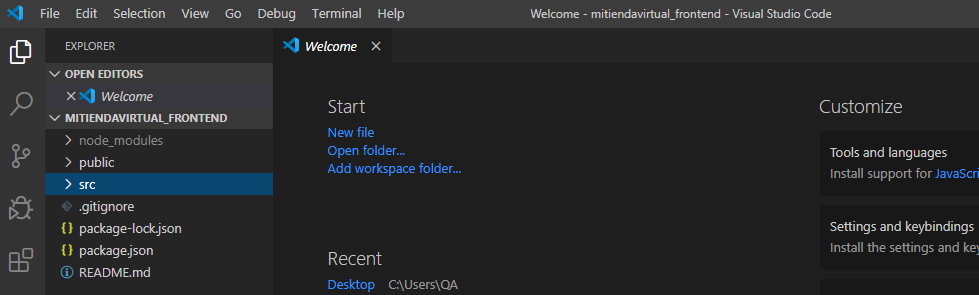 File Edit Selection View Go Debug Terminal Help Welcome - mitiendavirtual_frontend - Visual Studio Code
EXPLORER
OPEN EDITORS
Welcome
MITIENDAVIRTUAL_FRONTEND
node_modules
public
src
.gitignore
package-lock.json
package.json
README.md
Welcome
Start
New file
Open folder...
Add workspace folder...
Recent
Desktop C:\Users\QA
Customize
Tools and languages
Install support for JavaScri
Settings and keybindings
Install the settings and key